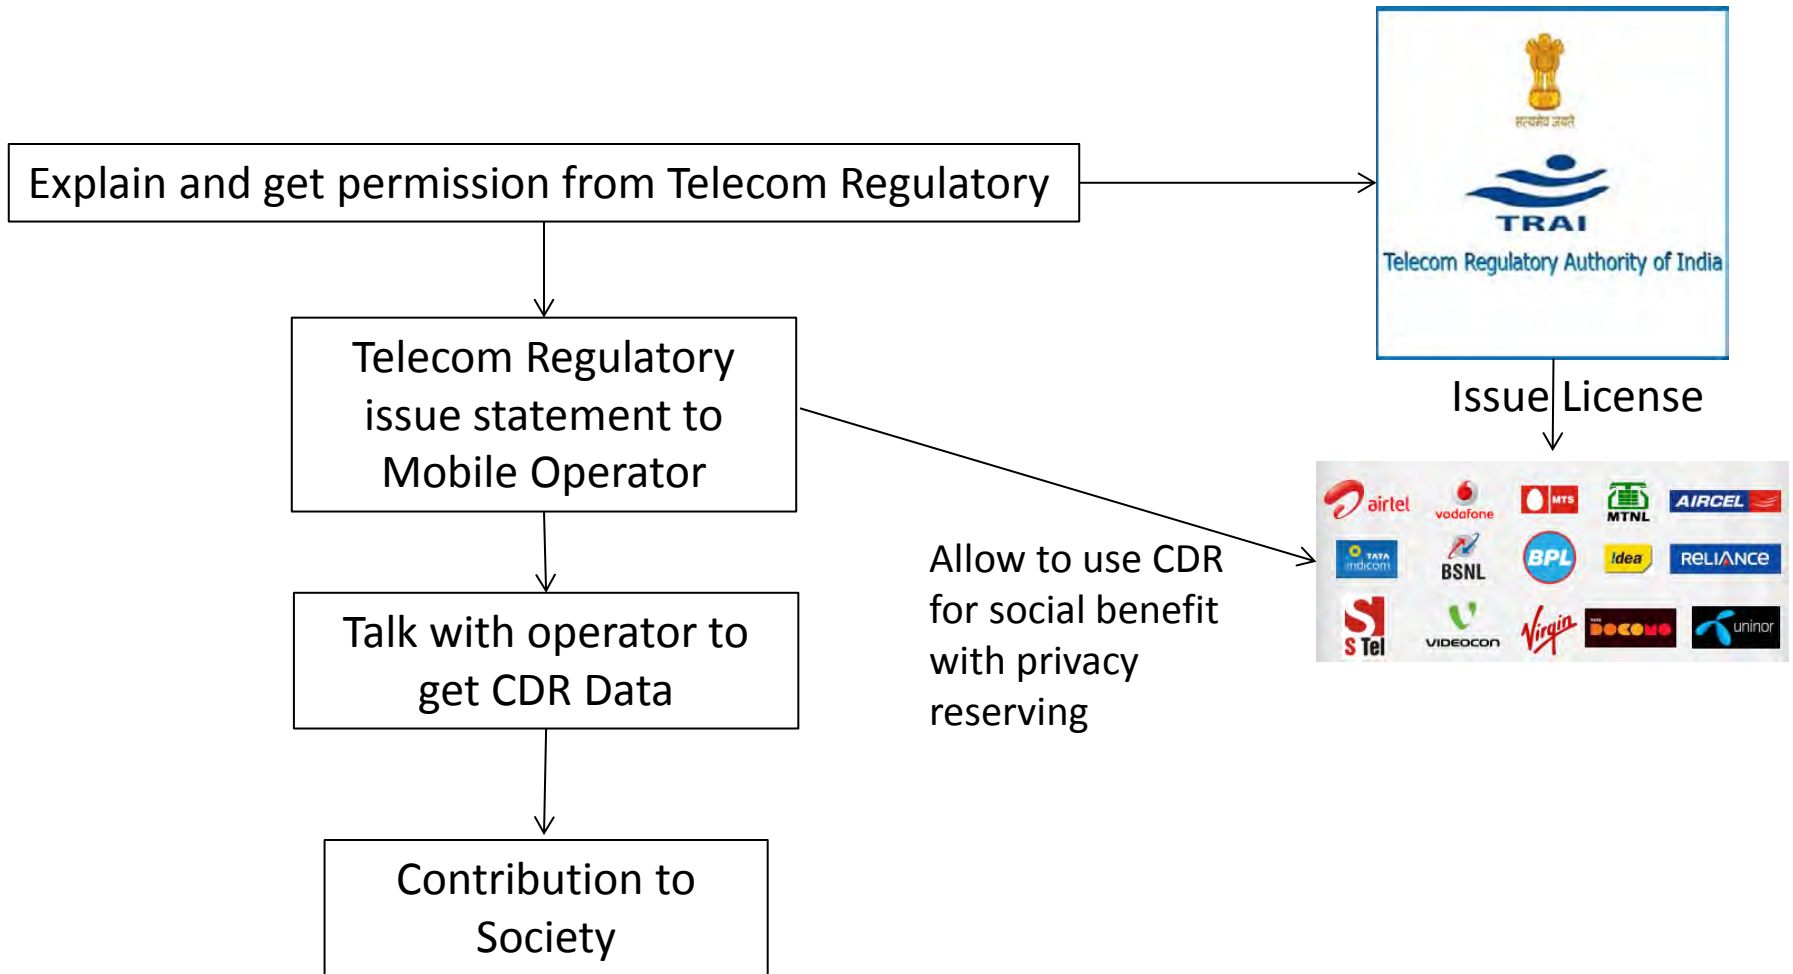 Explain and get permission from Telecom Regulatory
सत्यमेव जयते
TRAI
Telecom Regulatory Authority of India
Telecom Regulatory
issue statement to
Mobile Operator
Issue License
airtel
vodafone
MTS
MTNL
AIRCEL
TATA
indicom
BSNL
BPL
!dea
RELIANCE
S Tel
VIDEOCON
Virgin
TATA
DOCOMO
uninor
Allow to use CDR
for social benefit
with privacy
reserving
Talk with operator to
get CDR Data
Contribution to
Society